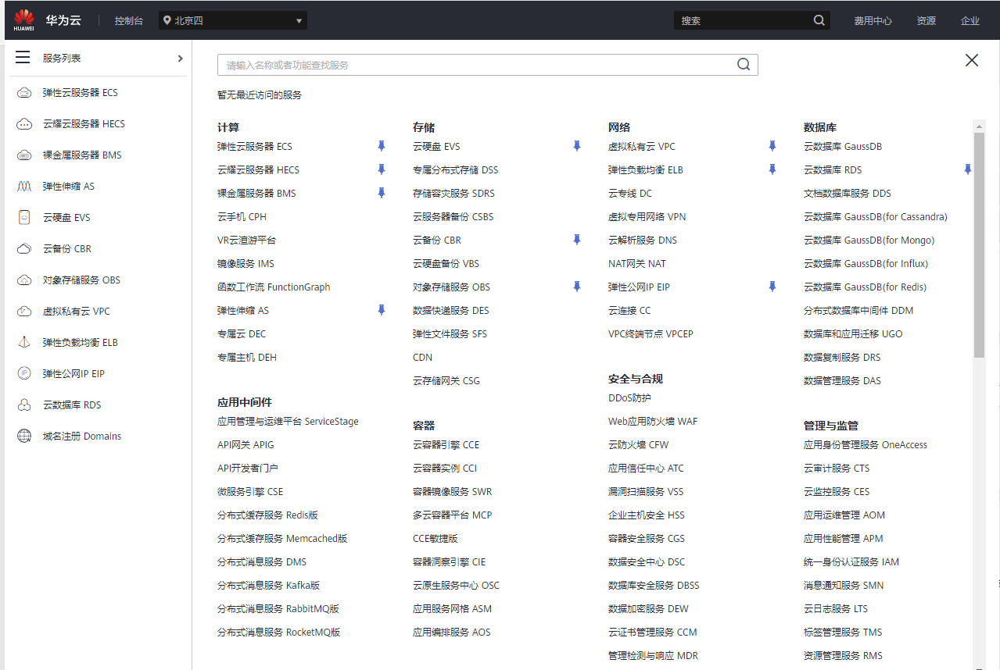 HUAWEI
华为云
控制台
北京四
搜索
费用中心
资源
企业
服务列表
弹性云服务器 ECS
云耀云服务器 HECS
裸金属服务器 BMS
弹性伸缩 AS
云硬盘 EVS
云备份 CBR
对象存储服务 OBS
虚拟私有云 VPC
弹性负载均衡 ELB
IP
弹性公网IP EIP
云数据库 RDS
域名注册 Domains
请输入名称或者功能查找服务
暂无最近访问的服务
计算
弹性云服务器 ECS
云耀云服务器 HECS
裸金属服务器 BMS
云手机 CPH
VR云渲游平台
镜像服务 IMS
函数工作流 FunctionGraph
弹性伸缩 AS
专属云 DEC
专属主机 DEH
应用中间件
应用管理与运维平台 ServiceStage
API网关 APIG
API开发者门户
微服务引擎 CSE
分布式缓存服务 Redis版
分布式缓存服务 Memcached版
分布式消息服务 DMS
分布式消息服务 Kafka版
分布式消息服务 RabbitMQ版
分布式消息服务 RocketMQ版
存储
云硬盘 EVS
专属分布式存储 DSS
存储容灾服务 SDRS
云服务器备份 CSBS
云备份 CBR
云硬盘备份 VBS
对象存储服务 OBS
数据快递服务 DES
弹性文件服务 SFS
CDN
云存储网关 CSG
容器
云容器引擎 CCE
云容器实例 CCI
容器镜像服务 SWR
多云容器平台 MCP
CCE敏捷版
容器洞察引擎 CIE
云原生服务中心 OSC
应用服务网格 ASM
应用编排服务 AOS
网络
虚拟私有云 VPC
弹性负载均衡 ELB
云专线 DC
虚拟专用网络 VPN
云解析服务 DNS
NAT网关 NAT
弹性公网IP EIP
云连接 CC
VPC终端节点 VPCEP
安全与合规
DDoS防护
Web应用防火墙 WAF
云防火墙 CFW
应用信任中心 ATC
漏洞扫描服务 VSS
企业主机安全 HSS
容器安全服务 CGS
数据安全中心 DSC
数据库安全服务 DBSS
数据加密服务 DEW
云证书管理服务 CCM
管理检测与响应 MDR
数据库
云数据库 GaussDB
云数据库 RDS
文档数据库服务 DDS
云数据库 GaussDB(for Cassandra)
云数据库 GaussDB(for Mongo)
云数据库 GaussDB(for Influx)
云数据库 GaussDB(for Redis)
分布式数据库中间件 DDM
数据库和应用迁移 UGO
数据复制服务 DRS
数据管理服务 DAS
管理与监管
应用身份管理服务 OneAccess
云审计服务 CTS
云监控服务 CES
应用运维管理 AOM
应用性能管理 APM
统一身份认证服务 IAM
消息通知服务 SMN
云日志服务 LTS
标签管理服务 TMS
资源管理服务 RMS